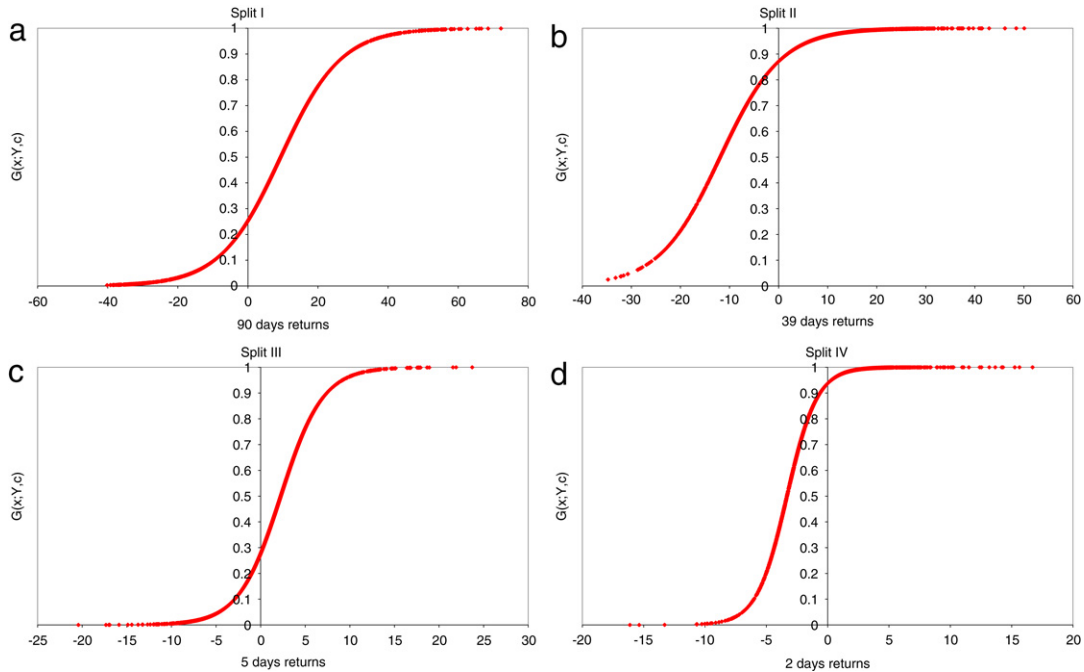 Split I
a
G(x;Y,c)
1
0.9
0.8
0.7
0.6
0.5
0.4
0.3
0.2
0.1
0
-60 -40 -20 0 20 40 60 80
90 days returns
Split II
b
G(x;Y,c)
1
0.9
0.8
0.7
0.6
0.5
0.4
0.3
0.2
0.1
0
-40 -30 -20 -10 0 10 20 30 40 50 60
39 days returns
Split III
c
G(x;Y,c)
1
0.9
0.8
0.7
0.6
0.5
0.4
0.3
0.2
0.1
0
-25 -20 -15 -10 -5 0 5 10 15 20 25 30
5 days returns
Split IV
d
G(x;Y,c)
1
0.9
0.8
0.7
0.6
0.5
0.4
0.3
0.2
0.1
0
-20 -15 -10 -5 0 5 10 15 20
2 days returns